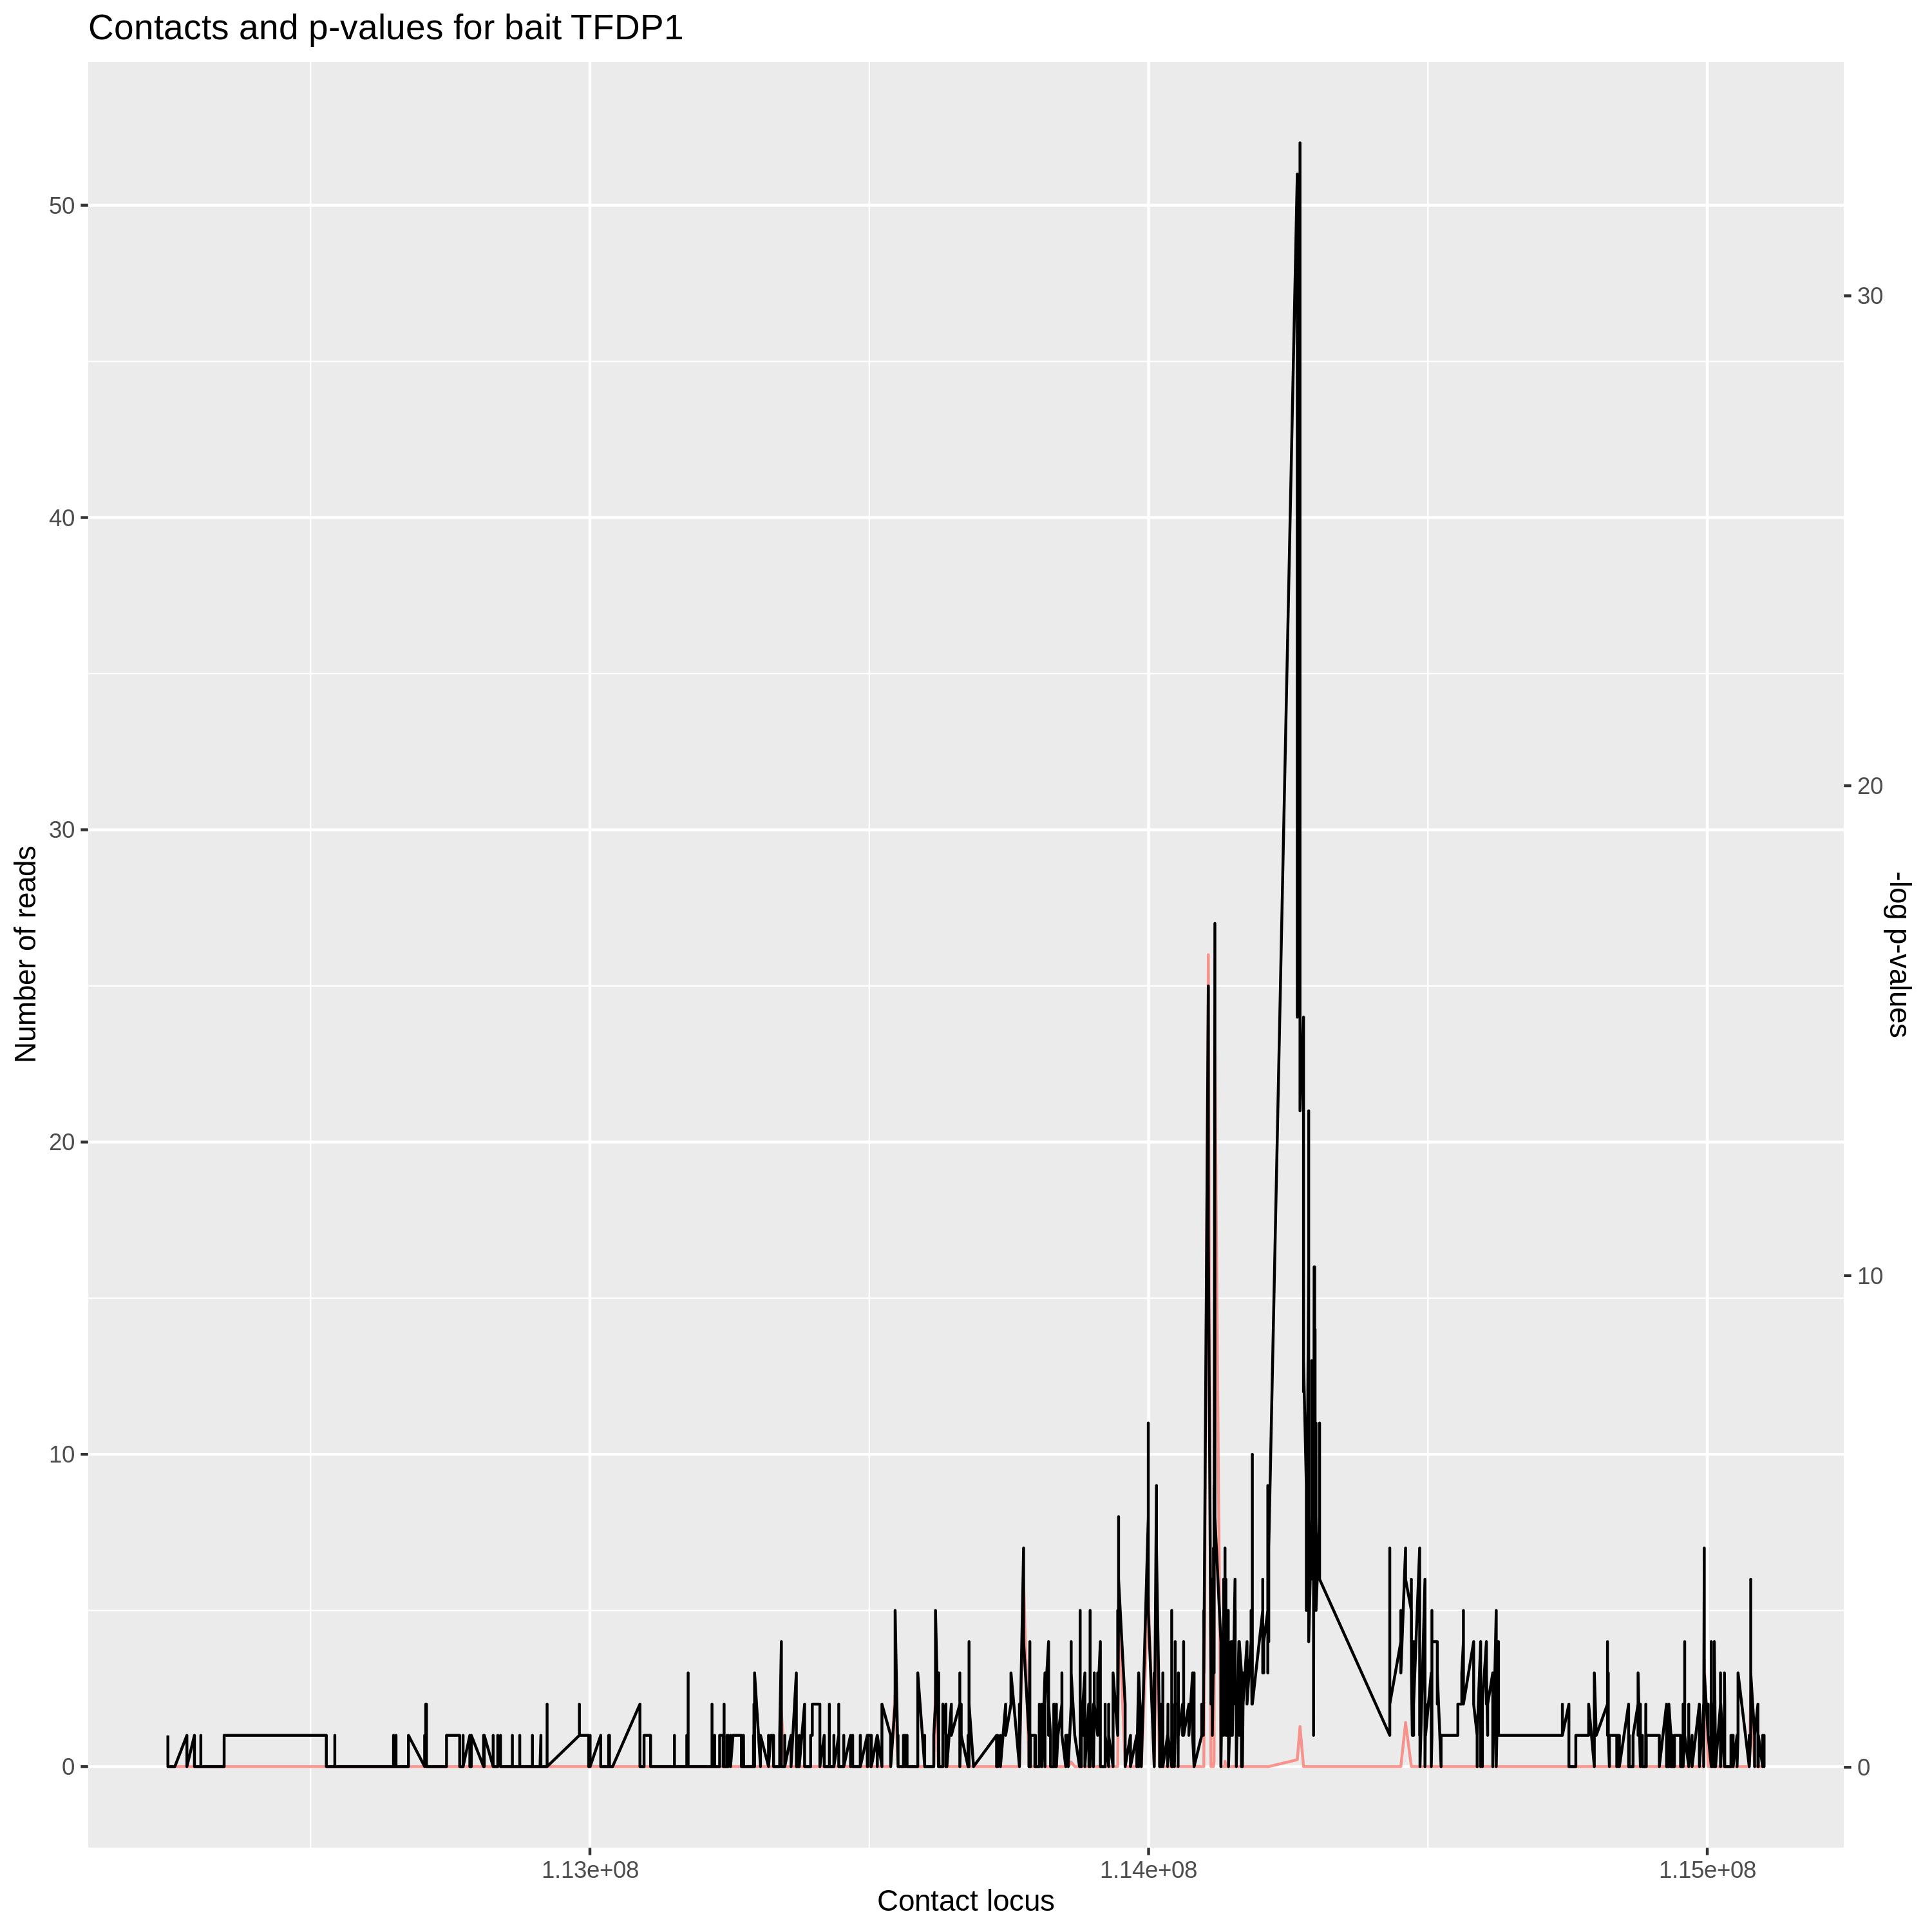 Contacts and p-values for bait TFDP1
50
40
30
20
10
0
Number of reads
30
20
10
0
-log p-values
1.13e+08 1.14e+08 1.15e+08
Contact locus